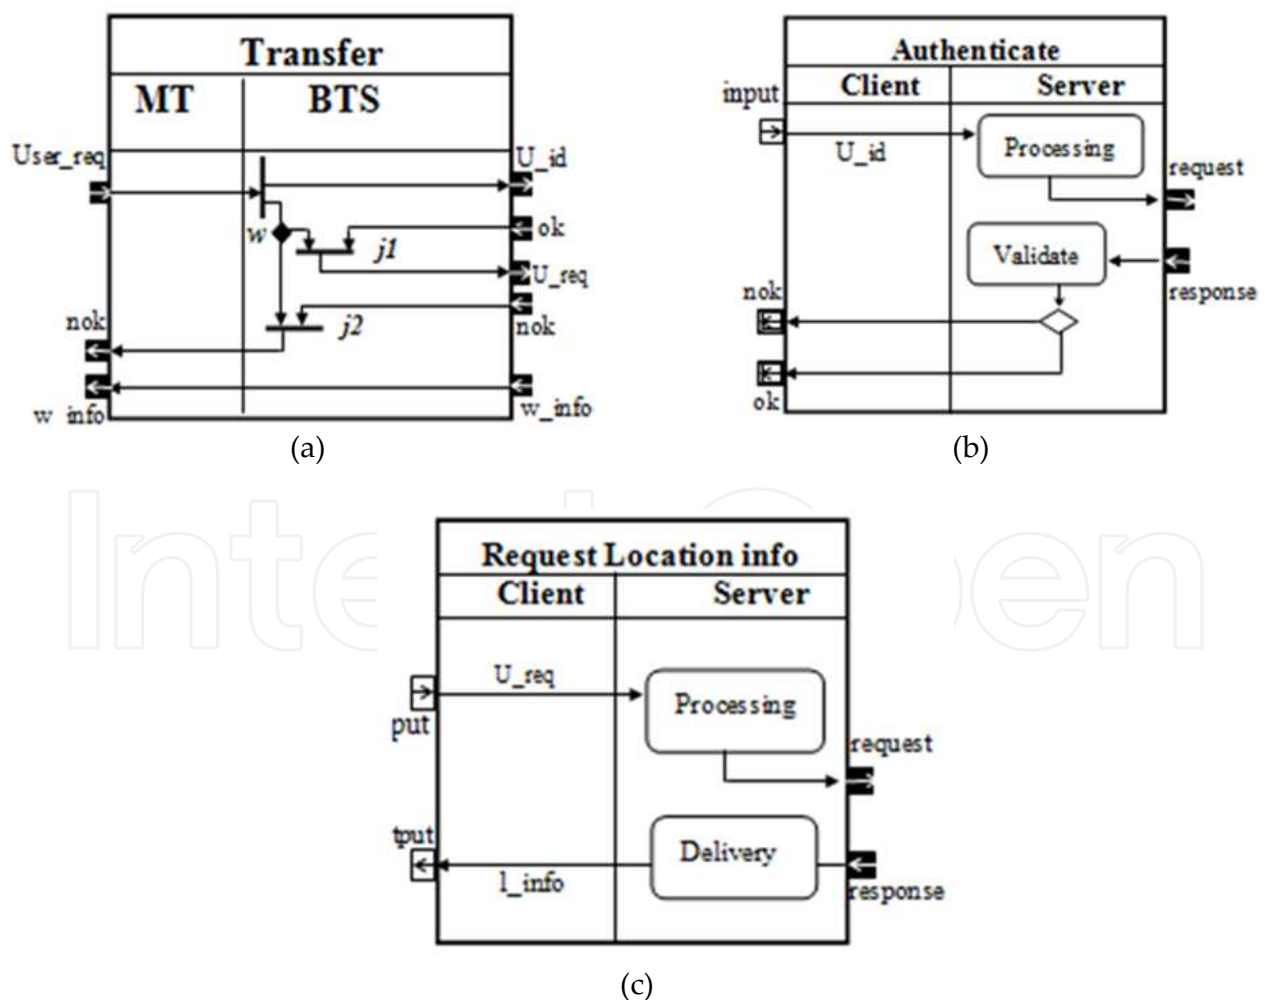 Transfer
MT
BTS
User_req
U_id
w
ok
j1
U_req
nok
j2
nok
w_info
w_info
(a)
Authenticate
Client
Server
input
U_id
Processing
request
Validate
nok
response
ok
(b)
Request Location info
Client
Server
U_req
Processing
put
request
tput
Delivery
l_info
response
(c)